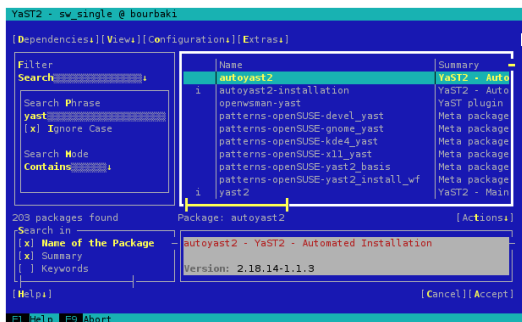 YaST2 - sw_single @ bourbaki
[Dependencies↓][View↓][Configuration↓][Extras↓]
Filter
Search↓
Search Phrase
yast
[x] Ignore Case
Search Mode
Contains↓
Name Summary
autoyast2 YaST2 - Auto
i autoyast2-installation YaST2 - Auto
openwsman-yast YaST plugin
patterns-openSUSE-devel_yast Meta package
patterns-openSUSE-gnome_yast Meta package
patterns-openSUSE-kde4_yast Meta package
patterns-openSUSE-x11_yast Meta package
patterns-openSUSE-yast2_basis Meta package
patterns-openSUSE-yast2_install_wf Meta package
i yast2 YaST2 - Main
203 packages found
Package: autoyast2 [Actions↓]
Search in
[x] Name of the Package
[x] Summary
[ ] Keywords
autoyast2 - YaST2 - Automated Installation
Version: 2.18.14-1.1.3
[Help↓] [Cancel][Accept]
F1 Help F9 Abort